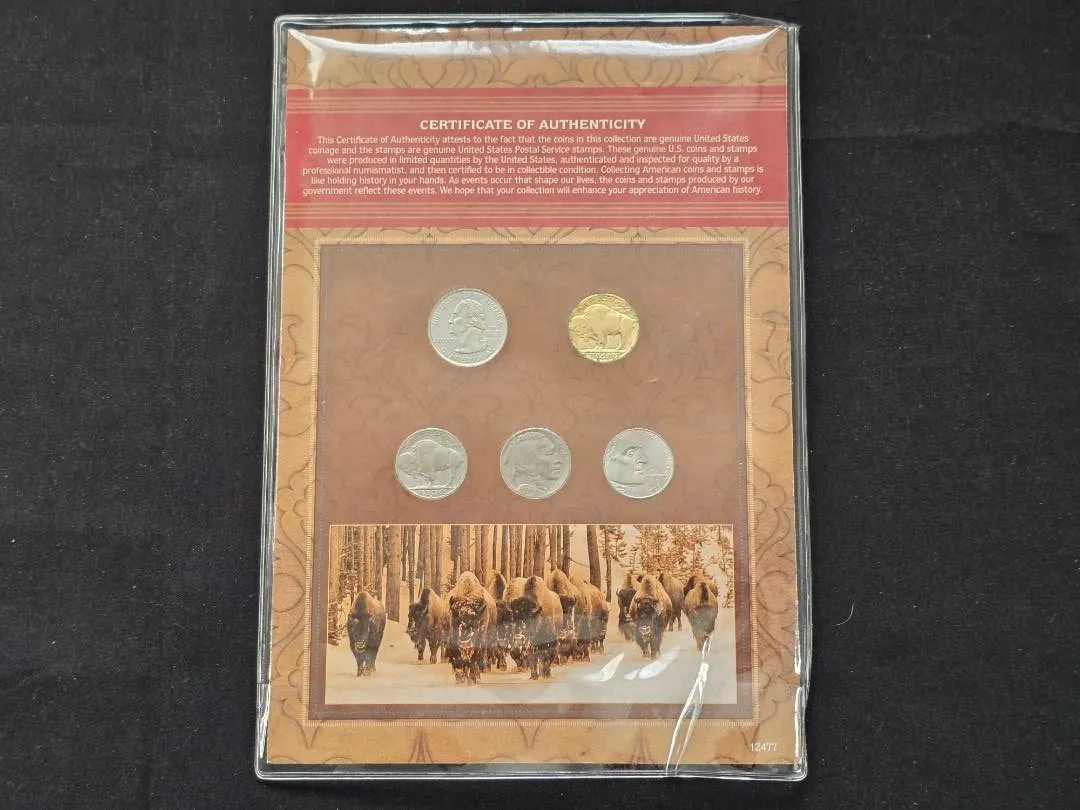 CERTIFICATE OF AUTHENTICITY
This Certificate of Authenticity attests to the fact that the coins in this collection are genuine United States
coinage and the stamps are genuine United States Postal Service stamps. These genuine U.S. coins and stamps
were produced in limited quantities by the United States, authenticated and inspected for quality by a
professional numismatist, and then certified to be in collectible condition. Collecting American coins and stamps is
like holding history in your hands. As events occur that shape our lives, the coins and stamps produced by our
government reflect these events. We hope that your collection will enhance your appreciation of American history.
12477